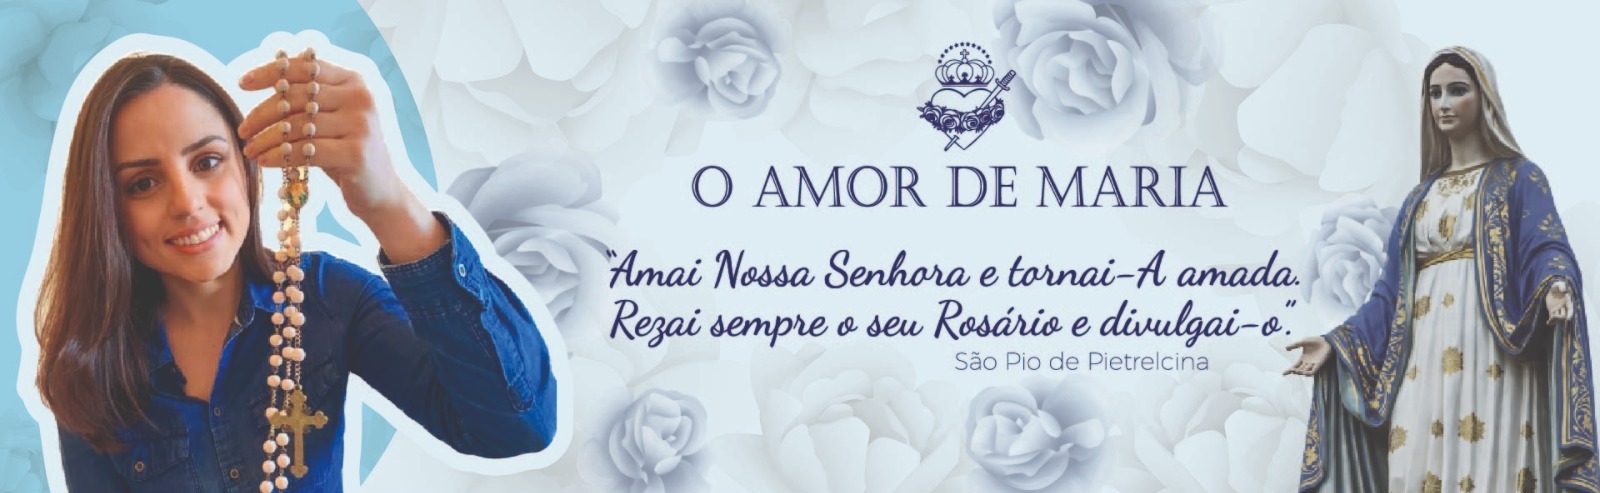 O AMOR DE MARIA
"Amai Nossa Senhora e tornai-A amada.
Rezai sempre o seu Rosário e divulgai-o".
São Pio de Pietrelcina